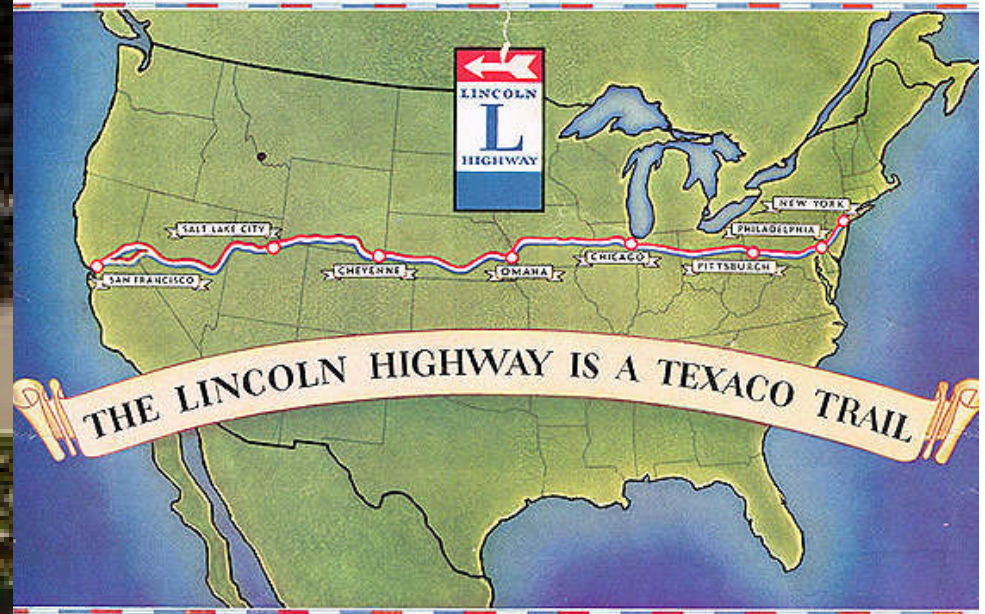 LINCOLN
L
HIGHWAY
NEW YORK
SALT LAKE CITY
PHILADELPHIA
SAN FRANCISCO
CHEYENNE
OMAHA
CHICAGO
PITTSBURGH
THE LINCOLN HIGHWAY IS A TEXACO TRAIL